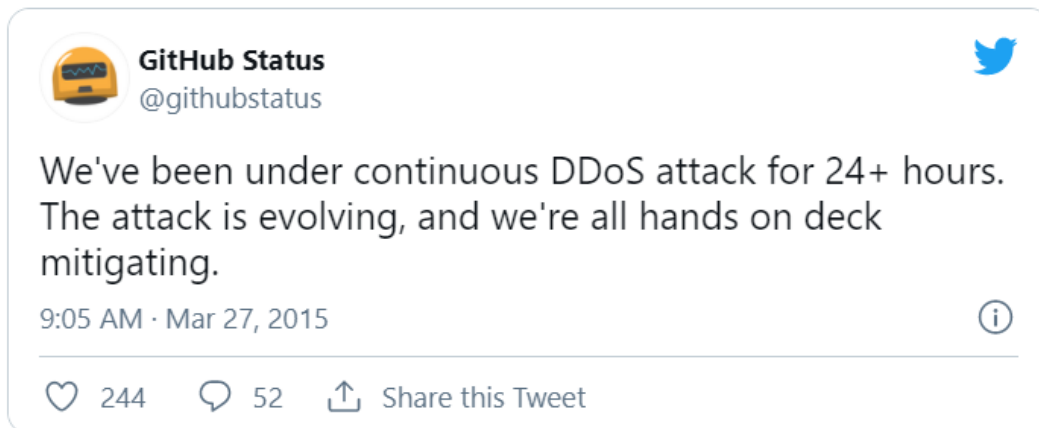 GitHub Status
@githubstatus
We've been under continuous DDoS attack for 24+ hours.
The attack is evolving, and we're all hands on deck
mitigating.
9:05 AM · Mar 27, 2015
244 52 Share this Tweet